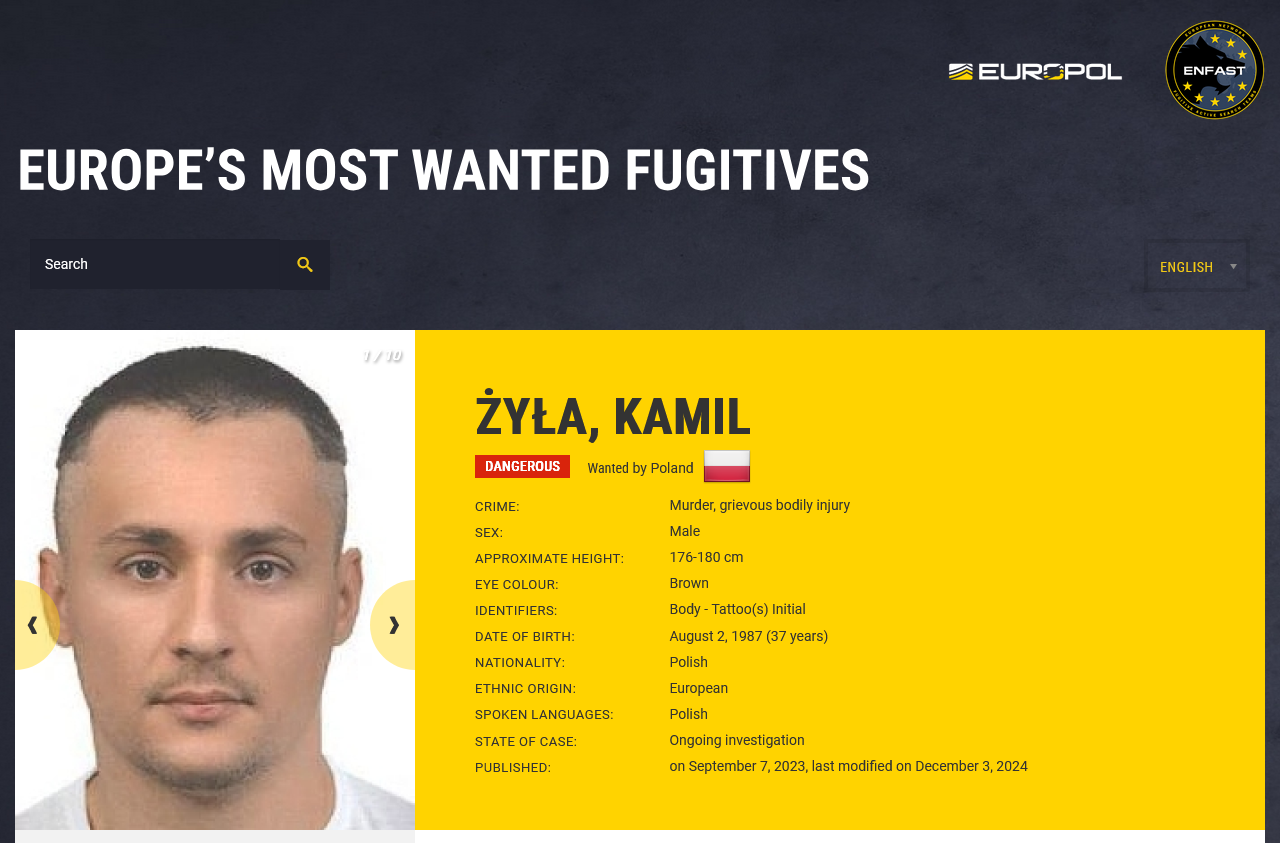 EUROPOL
EUROPEAN NETWORK
ENFAST
FUGITIVE ACTIVE SEARCH TEAMS
EUROPE’S MOST WANTED FUGITIVES
Search
ENGLISH
1 / 10
ŻYŁA, KAMIL
DANGEROUS Wanted by Poland
CRIME: Murder, grievous bodily injury
SEX: Male
APPROXIMATE HEIGHT: 176-180 cm
EYE COLOUR: Brown
IDENTIFIERS: Body - Tattoo(s) Initial
DATE OF BIRTH: August 2, 1987 (37 years)
NATIONALITY: Polish
ETHNIC ORIGIN: European
SPOKEN LANGUAGES: Polish
STATE OF CASE: Ongoing investigation
PUBLISHED: on September 7, 2023, last modified on December 3, 2024